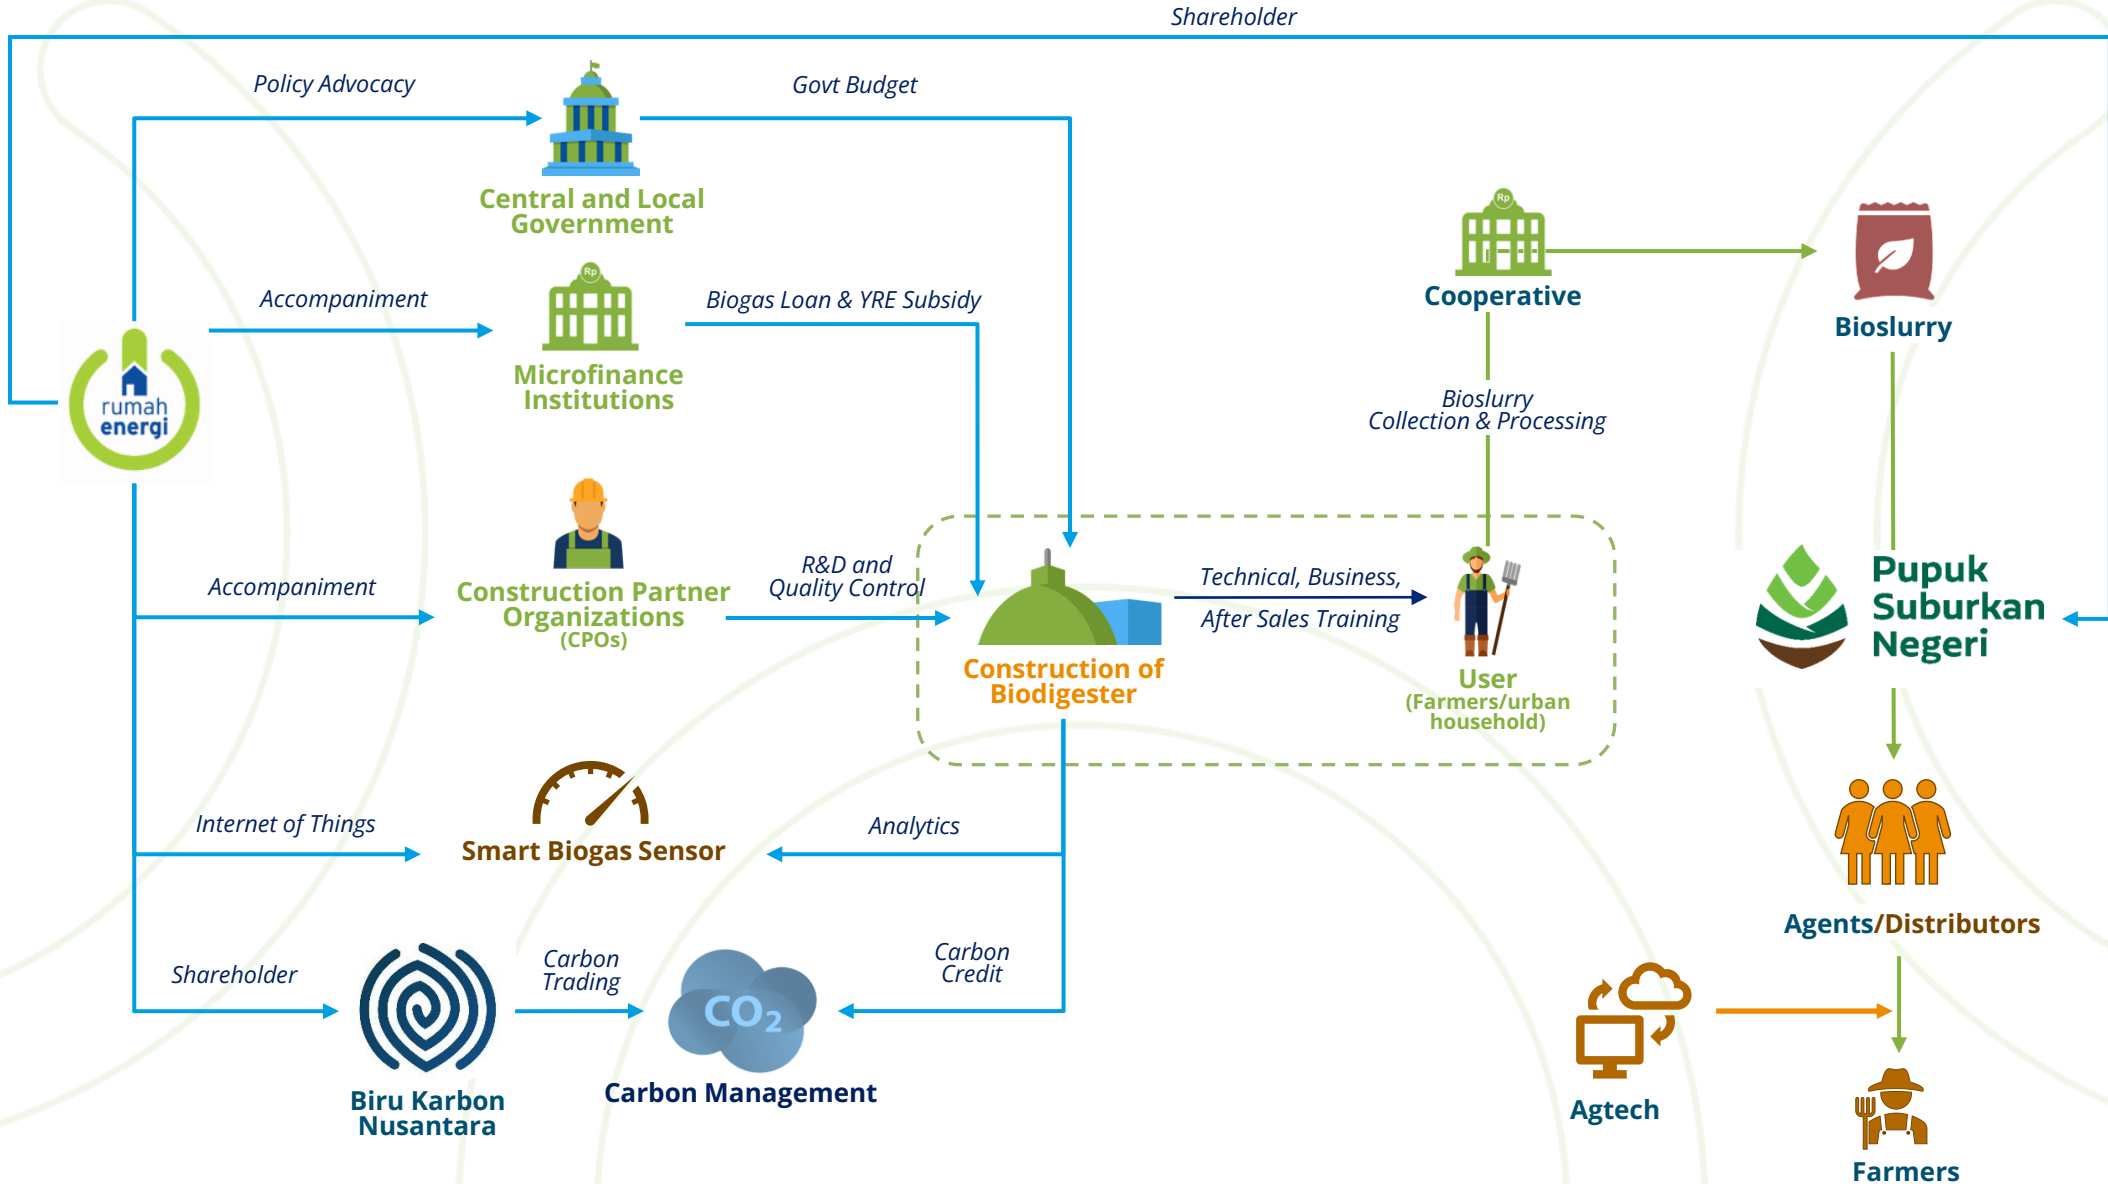 Shareholder
Policy Advocacy
Govt Budget
Central and Local
Government
Accompaniment
Rp
Biogas Loan & YRE Subsidy
Microfinance
Institutions
rumah
energi
Accompaniment
Construction Partner
Organizations
(CPOs)
R&D and
Quality Control
Construction of
Biodigester
Technical, Business,
After Sales Training
User
(Farmers/urban
household)
Bioslurry
Collection & Processing
Rp
Cooperative
Bioslurry
Pupuk
Suburkan
Negeri
Agents/Distributors
Internet of Things
Smart Biogas Sensor
Analytics
Shareholder
Biru Karbon
Nusantara
Carbon
Trading
CO2
Carbon Management
Carbon
Credit
Agtech
Farmers